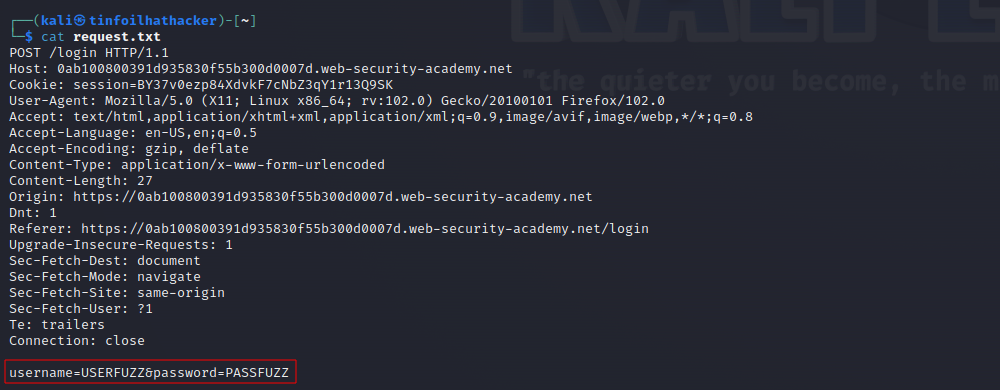 ┌──(kali㉿tinfoilhathacker)-[~]
└─$ cat request.txt
POST /login HTTP/1.1
Host: 0ab100800391d935830f55b300d0007d.web-security-academy.net
Cookie: session=BY37v0ezp84XdvkF7cNbZ3qY1r13Q9SK
User-Agent: Mozilla/5.0 (X11; Linux x86_64; rv:102.0) Gecko/20100101 Firefox/102.0
Accept: text/html,application/xhtml+xml,application/xml;q=0.9,image/avif,image/webp,*/*;q=0.8
Accept-Language: en-US,en;q=0.5
Accept-Encoding: gzip, deflate
Content-Type: application/x-www-form-urlencoded
Content-Length: 27
Origin: https://0ab100800391d935830f55b300d0007d.web-security-academy.net
Dnt: 1
Referer: https://0ab100800391d935830f55b300d0007d.web-security-academy.net/login
Upgrade-Insecure-Requests: 1
Sec-Fetch-Dest: document
Sec-Fetch-Mode: navigate
Sec-Fetch-Site: same-origin
Sec-Fetch-User: ?1
Te: trailers
Connection: close
username=USERFUZZ&password=PASSFUZZ
"the quieter you become, the m